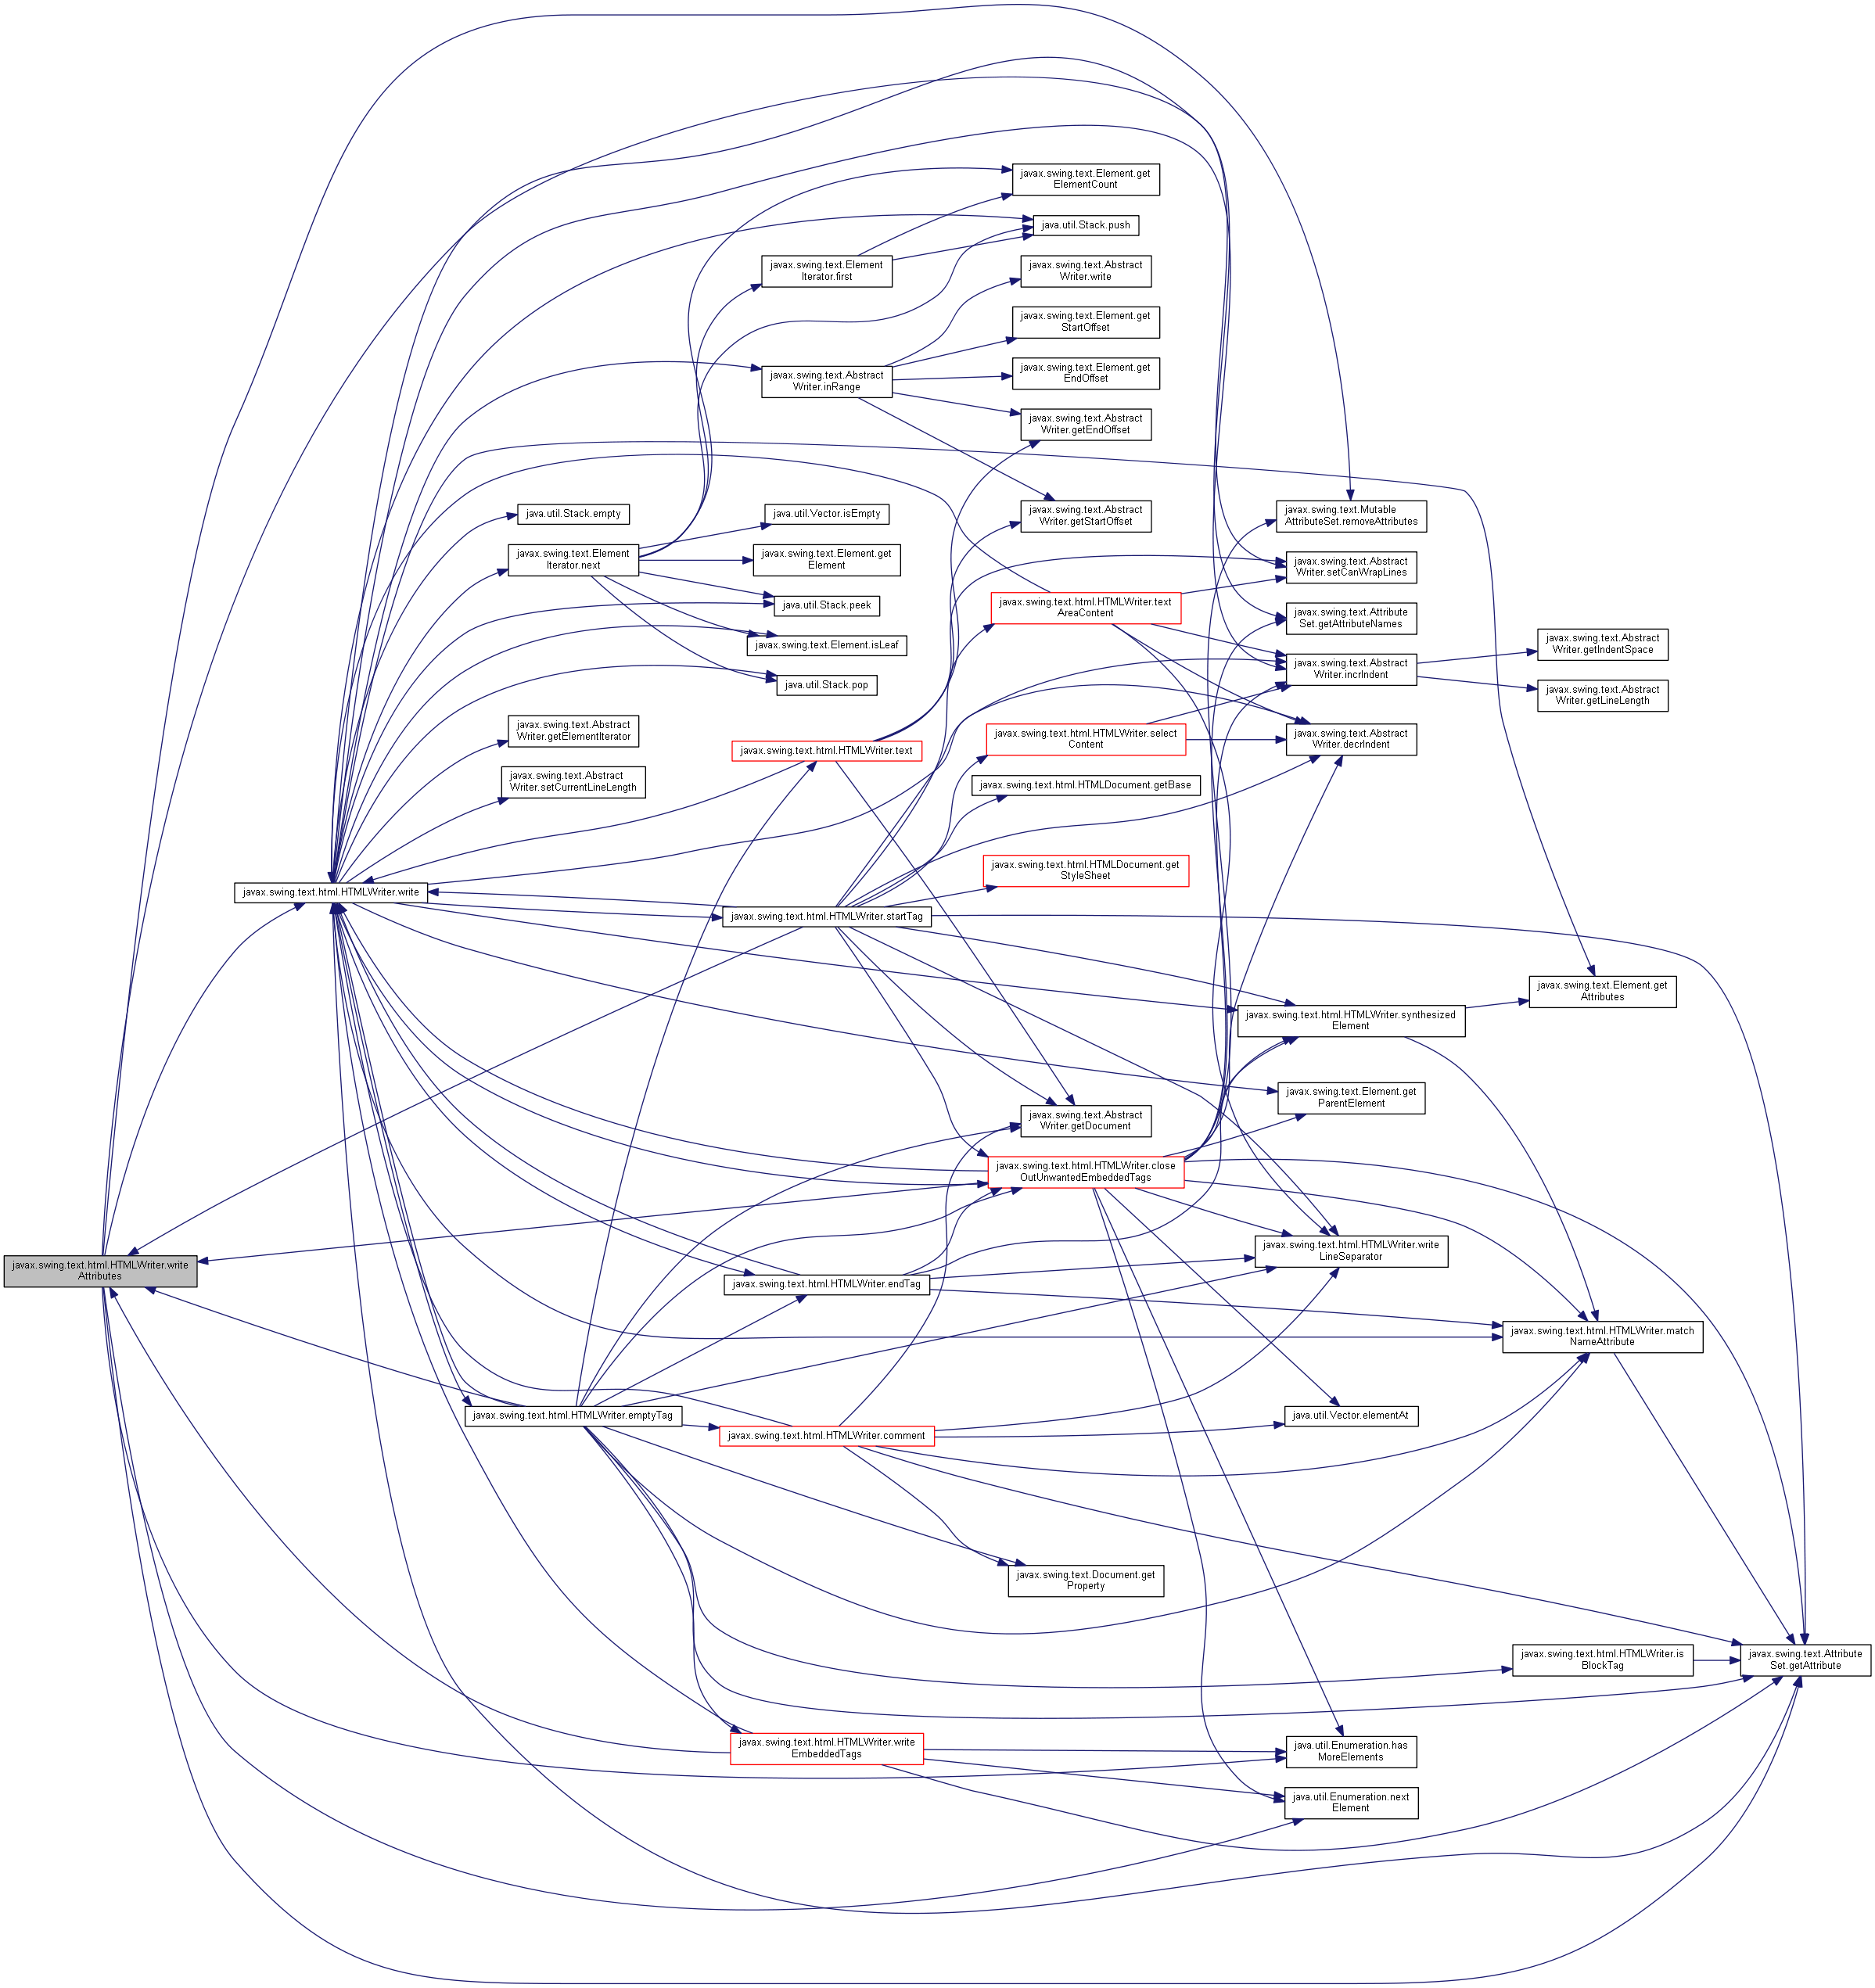 javax.swing.text.Element.get
ElementCount
java.util.Stack.push
javax.swing.text.Element
Iterator.first
javax.swing.text.Abstract
Writer.write
javax.swing.text.Element.get
StartOffset
javax.swing.text.Abstract
Writer.inRange
javax.swing.text.Element.get
EndOffset
javax.swing.text.Abstract
Writer.getEndOffset
java.util.Stack.empty
java.util.Vector.isEmpty
javax.swing.text.Abstract
Writer.getStartOffset
javax.swing.text.Mutable
AttributeSet.removeAttributes
javax.swing.text.Element
Iterator.next
javax.swing.text.Element.get
Element
javax.swing.text.Abstract
Writer.setCanWrapLines
java.util.Stack.peek
javax.swing.text.html.HTMLWriter.text
AreaContent
javax.swing.text.Attribute
Set.getAttributeNames
javax.swing.text.Element.isLeaf
javax.swing.text.Abstract
Writer.getIndentSpace
java.util.Stack.pop
javax.swing.text.Abstract
Writer.incrIndent
javax.swing.text.Abstract
Writer.getLineLength
javax.swing.text.Abstract
Writer.getElementIterator
javax.swing.text.html.HTMLWriter.text
javax.swing.text.html.HTMLWriter.select
Content
javax.swing.text.Abstract
Writer.decrIndent
javax.swing.text.Abstract
Writer.setCurrentLineLength
javax.swing.text.html.HTMLDocument.getBase
javax.swing.text.html.HTMLDocument.get
StyleSheet
javax.swing.text.html.HTMLWriter.write
javax.swing.text.html.HTMLWriter.startTag
javax.swing.text.Element.get
Attributes
javax.swing.text.html.HTMLWriter.synthesized
Element
javax.swing.text.Element.get
ParentElement
javax.swing.text.Abstract
Writer.getDocument
javax.swing.text.html.HTMLWriter.close
OutUnwantedEmbeddedTags
javax.swing.text.html.HTMLWriter.write
LineSeparator
javax.swing.text.html.HTMLWriter.write
Attributes
javax.swing.text.html.HTMLWriter.endTag
javax.swing.text.html.HTMLWriter.match
NameAttribute
javax.swing.text.html.HTMLWriter.emptyTag
javax.swing.text.html.HTMLWriter.comment
java.util.Vector.elementAt
javax.swing.text.Document.get
Property
javax.swing.text.html.HTMLWriter.is
BlockTag
javax.swing.text.Attribute
Set.getAttribute
javax.swing.text.html.HTMLWriter.write
EmbeddedTags
java.util.Enumeration.has
MoreElements
java.util.Enumeration.next
Element